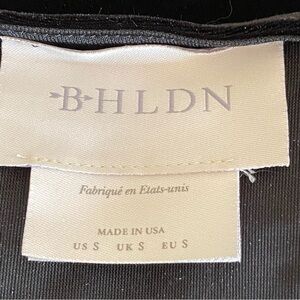 BHLDN
Fabriqué en Etats-unis
MADE IN USA
US S UK S EU S